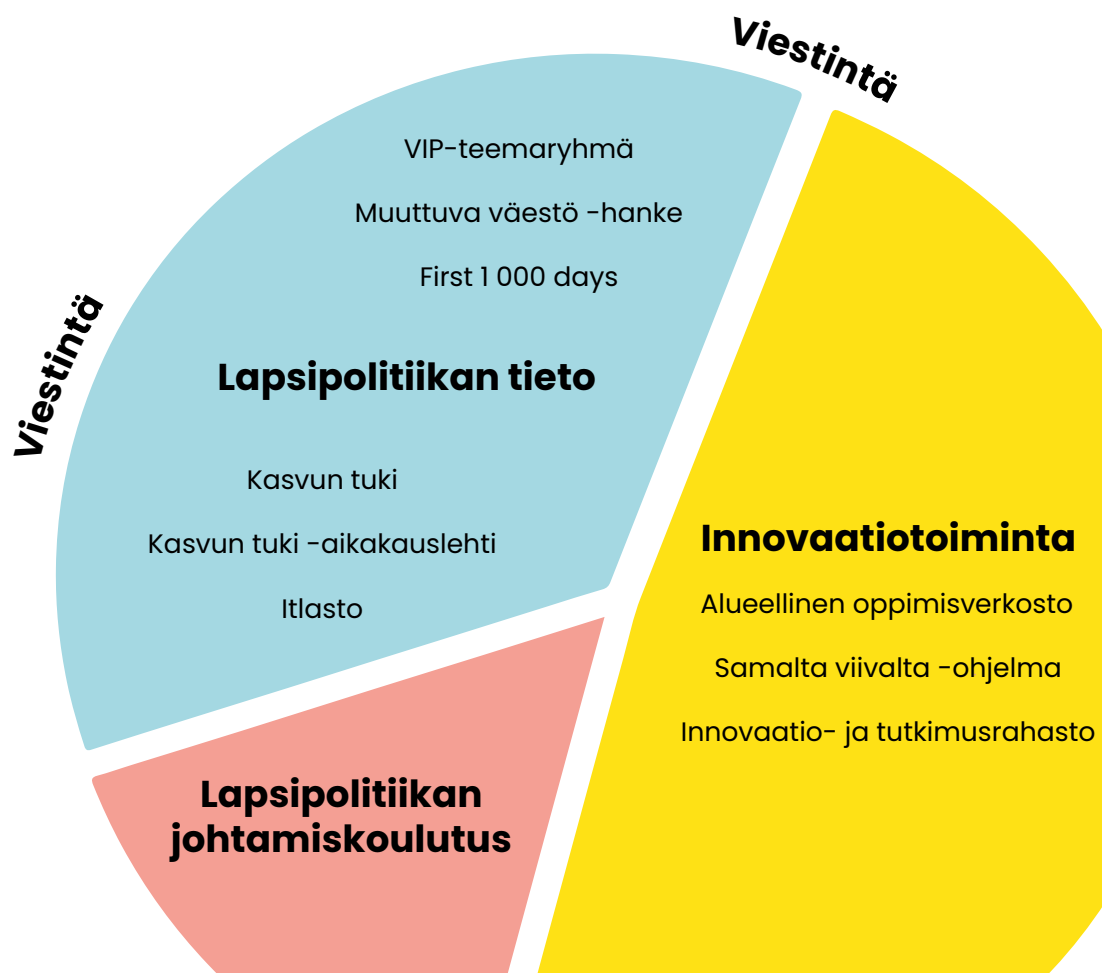 Viestintä
Viestintä
VIP-teemaryhmä
Muuttuva väestö -hanke
First 1 000 days
Lapsipolitiikan tieto
Kasvun tuki
Kasvun tuki -aikakauslehti
Itlasto
Innovaatiotoiminta
Alueellinen oppimisverkosto
Samalta viivalta -ohjelma
Innovaatio- ja tutkimusrahasto
Lapsipolitiikan
johtamiskoulutus